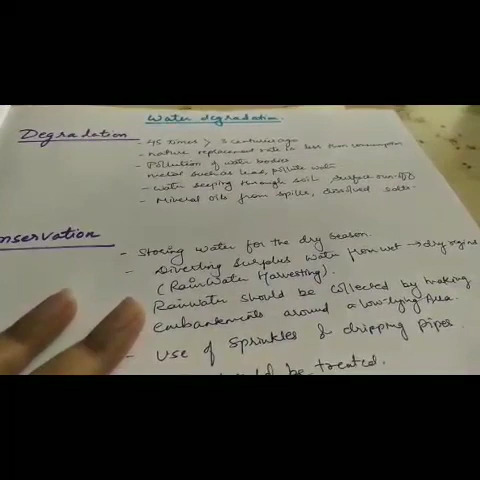 Water degradation.
Degradation - 45 times > 3 centuries ago
- nature replacement rate is less than consumption
- Pollution of water bodies
Metal such as lead, pollute water
- Water seeping through soil surface run-off
- Mineral oils from spills, dissolved salts.
nservation - Storing water for the dry season.
- Diverting surplus water from wet → dry regins
(RainWater Harvesting).
Rainwater should be collected by making
embankments around a low-lying area.
- Use of Sprinkles & dripping pipes.
be treated.